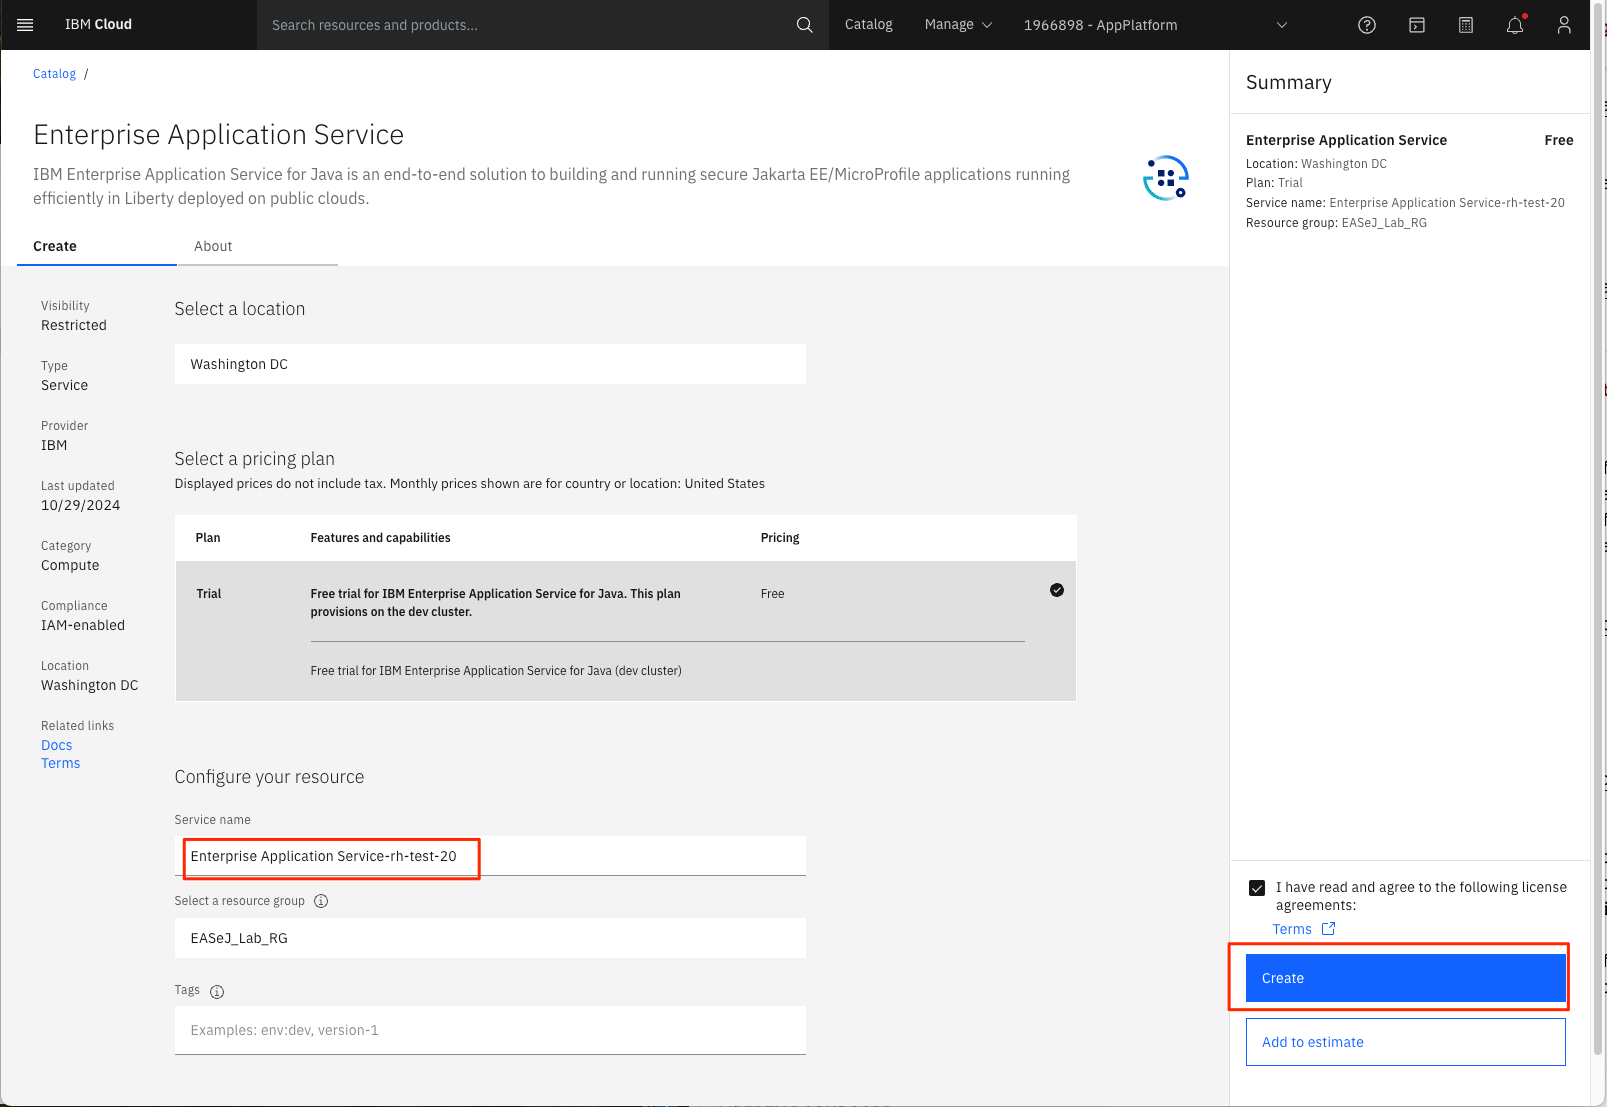 IBM Cloud
Search resources and products...
Catalog
Manage
1966898 - AppPlatform
Catalog /
Enterprise Application Service
IBM Enterprise Application Service for Java is an end-to-end solution to building and running secure Jakarta EE/MicroProfile applications running
efficiently in Liberty deployed on public clouds.
Create
About
Visibility
Restricted
Type
Service
Provider
IBM
Last updated
10/29/2024
Category
Compute
Compliance
IAM-enabled
Location
Washington DC
Related links
Docs
Terms
Select a location
Washington DC
Select a pricing plan
Displayed prices do not include tax. Monthly prices shown are for country or location: United States
Plan Features and capabilities Pricing
Trial Free trial for IBM Enterprise Application Service for Java. This plan Free
provisions on the dev cluster.
Free trial for IBM Enterprise Application Service for Java (dev cluster)
Configure your resource
Service name
Enterprise Application Service-rh-test-20
Select a resource group
EASeJ_Lab_RG
Tags
Examples: env:dev, version-1
Summary
Enterprise Application Service Free
Location: Washington DC
Plan: Trial
Service name: Enterprise Application Service-rh-test-20
Resource group: EASeJ_Lab_RG
I have read and agree to the following license
agreements:
Terms
Create
Add to estimate